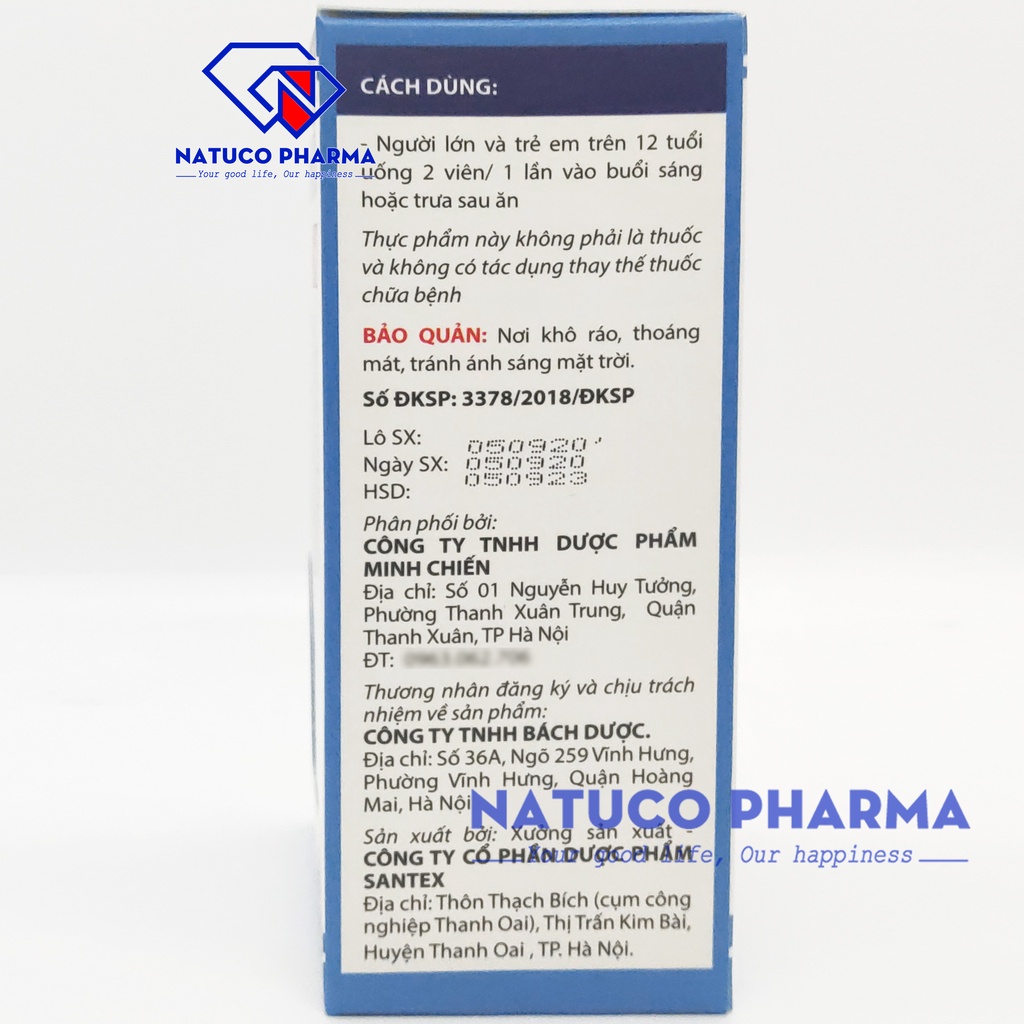 NATUCO PHARMA
Your good life, Our happiness
CÁCH DÙNG:
- Người lớn và trẻ em trên 12 tuổi
uống 2 viên/ 1 lần vào buổi sáng
hoặc trưa sau ăn
Thực phẩm này không phải là thuốc
và không có tác dụng thay thế thuốc
chữa bệnh
BẢO QUẢN: Nơi khô ráo, thoáng
mát, tránh ánh sáng mặt trời.
Số ĐKSP: 3378/2018/ĐKSP
Lô SX: 050920
Ngày SX: 050920
HSD: 050923
Phân phối bởi:
CÔNG TY TNHH DƯỢC PHẨM
MINH CHIẾN
Địa chỉ: Số 01 Nguyễn Huy Tưởng,
Phường Thanh Xuân Trung, Quận
Thanh Xuân, TP Hà Nội
ĐT:
Thương nhân đăng ký và chịu trách
nhiệm về sản phẩm:
CÔNG TY TNHH BÁCH DƯỢC.
Địa chỉ: Số 36A, Ngõ 259 Vĩnh Hưng,
Phường Vĩnh Hưng, Quận Hoàng
Mai, Hà Nội
NATUCO PHARMA
Your good life, Our happiness
Sản xuất bởi: Xưởng sản xuất -
CÔNG TY CỔ PHẦN DƯỢC PHẨM
SANTEX
Địa chỉ: Thôn Thạch Bích (cụm công
nghiệp Thanh Oai), Thị Trấn Kim Bài,
Huyện Thanh Oai , TP. Hà Nội.